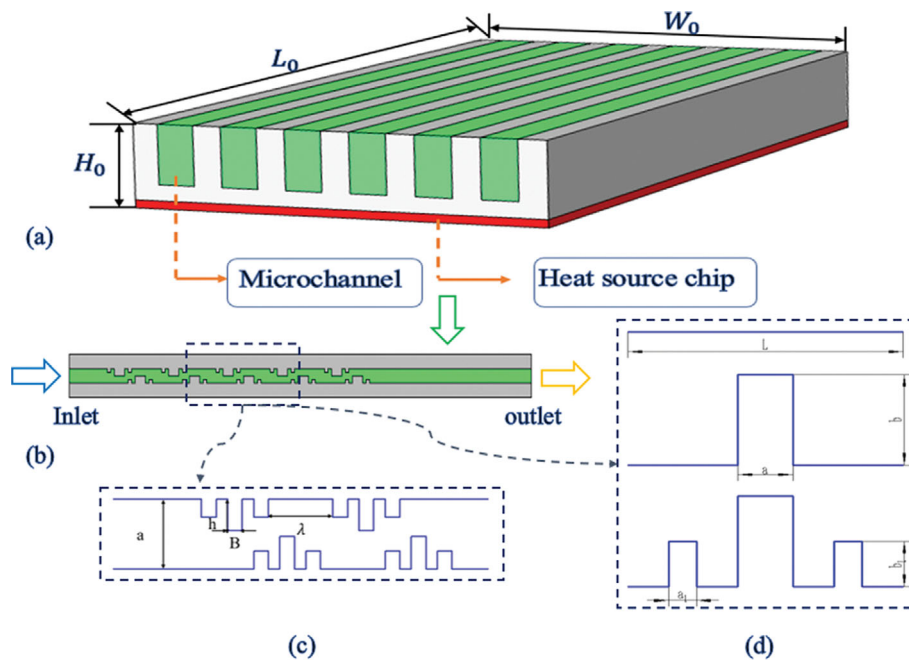 L₀
W₀
H₀
(a)
Microchannel
Heat source chip
Inlet
outlet
(b)
L
b
a
a
h
B
λ
b₁
a₁
(c)
(d)